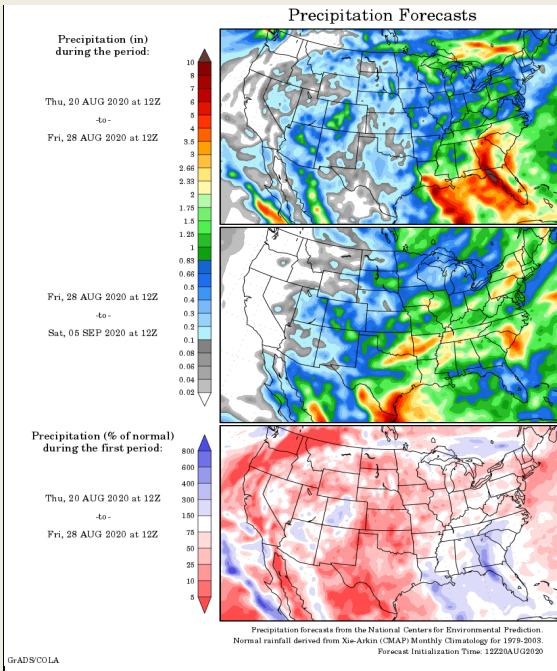 Precipitation Forecasts
Precipitation (in)
during the period:
Thu, 20 AUG 2020 at 12Z
-to-
Fri, 28 AUG 2020 at 12Z
10
8
7
6
5
4
3.5
3
2.66
2.33
2
1.75
1.5
1.25
1
0.83
0.66
0.5
0.4
0.3
0.2
0.1
0.08
0.06
0.04
0.02
Fri, 28 AUG 2020 at 12Z
-to-
Sat, 05 SEP 2020 at 12Z
Precipitation (% of normal)
during the first period:
Thu, 20 AUG 2020 at 12Z
-to-
Fri, 28 AUG 2020 at 12Z
800
600
400
300
150
75
50
25
10
5
Precipitation forecasts from the National Centers for Environmental Prediction.
Normal rainfall derived from Xie-Arkin (CMAP) Monthly Climatology for 1979-2003.
Forecast Initialization Time: 12Z20AUG2020
GrADS/COLA